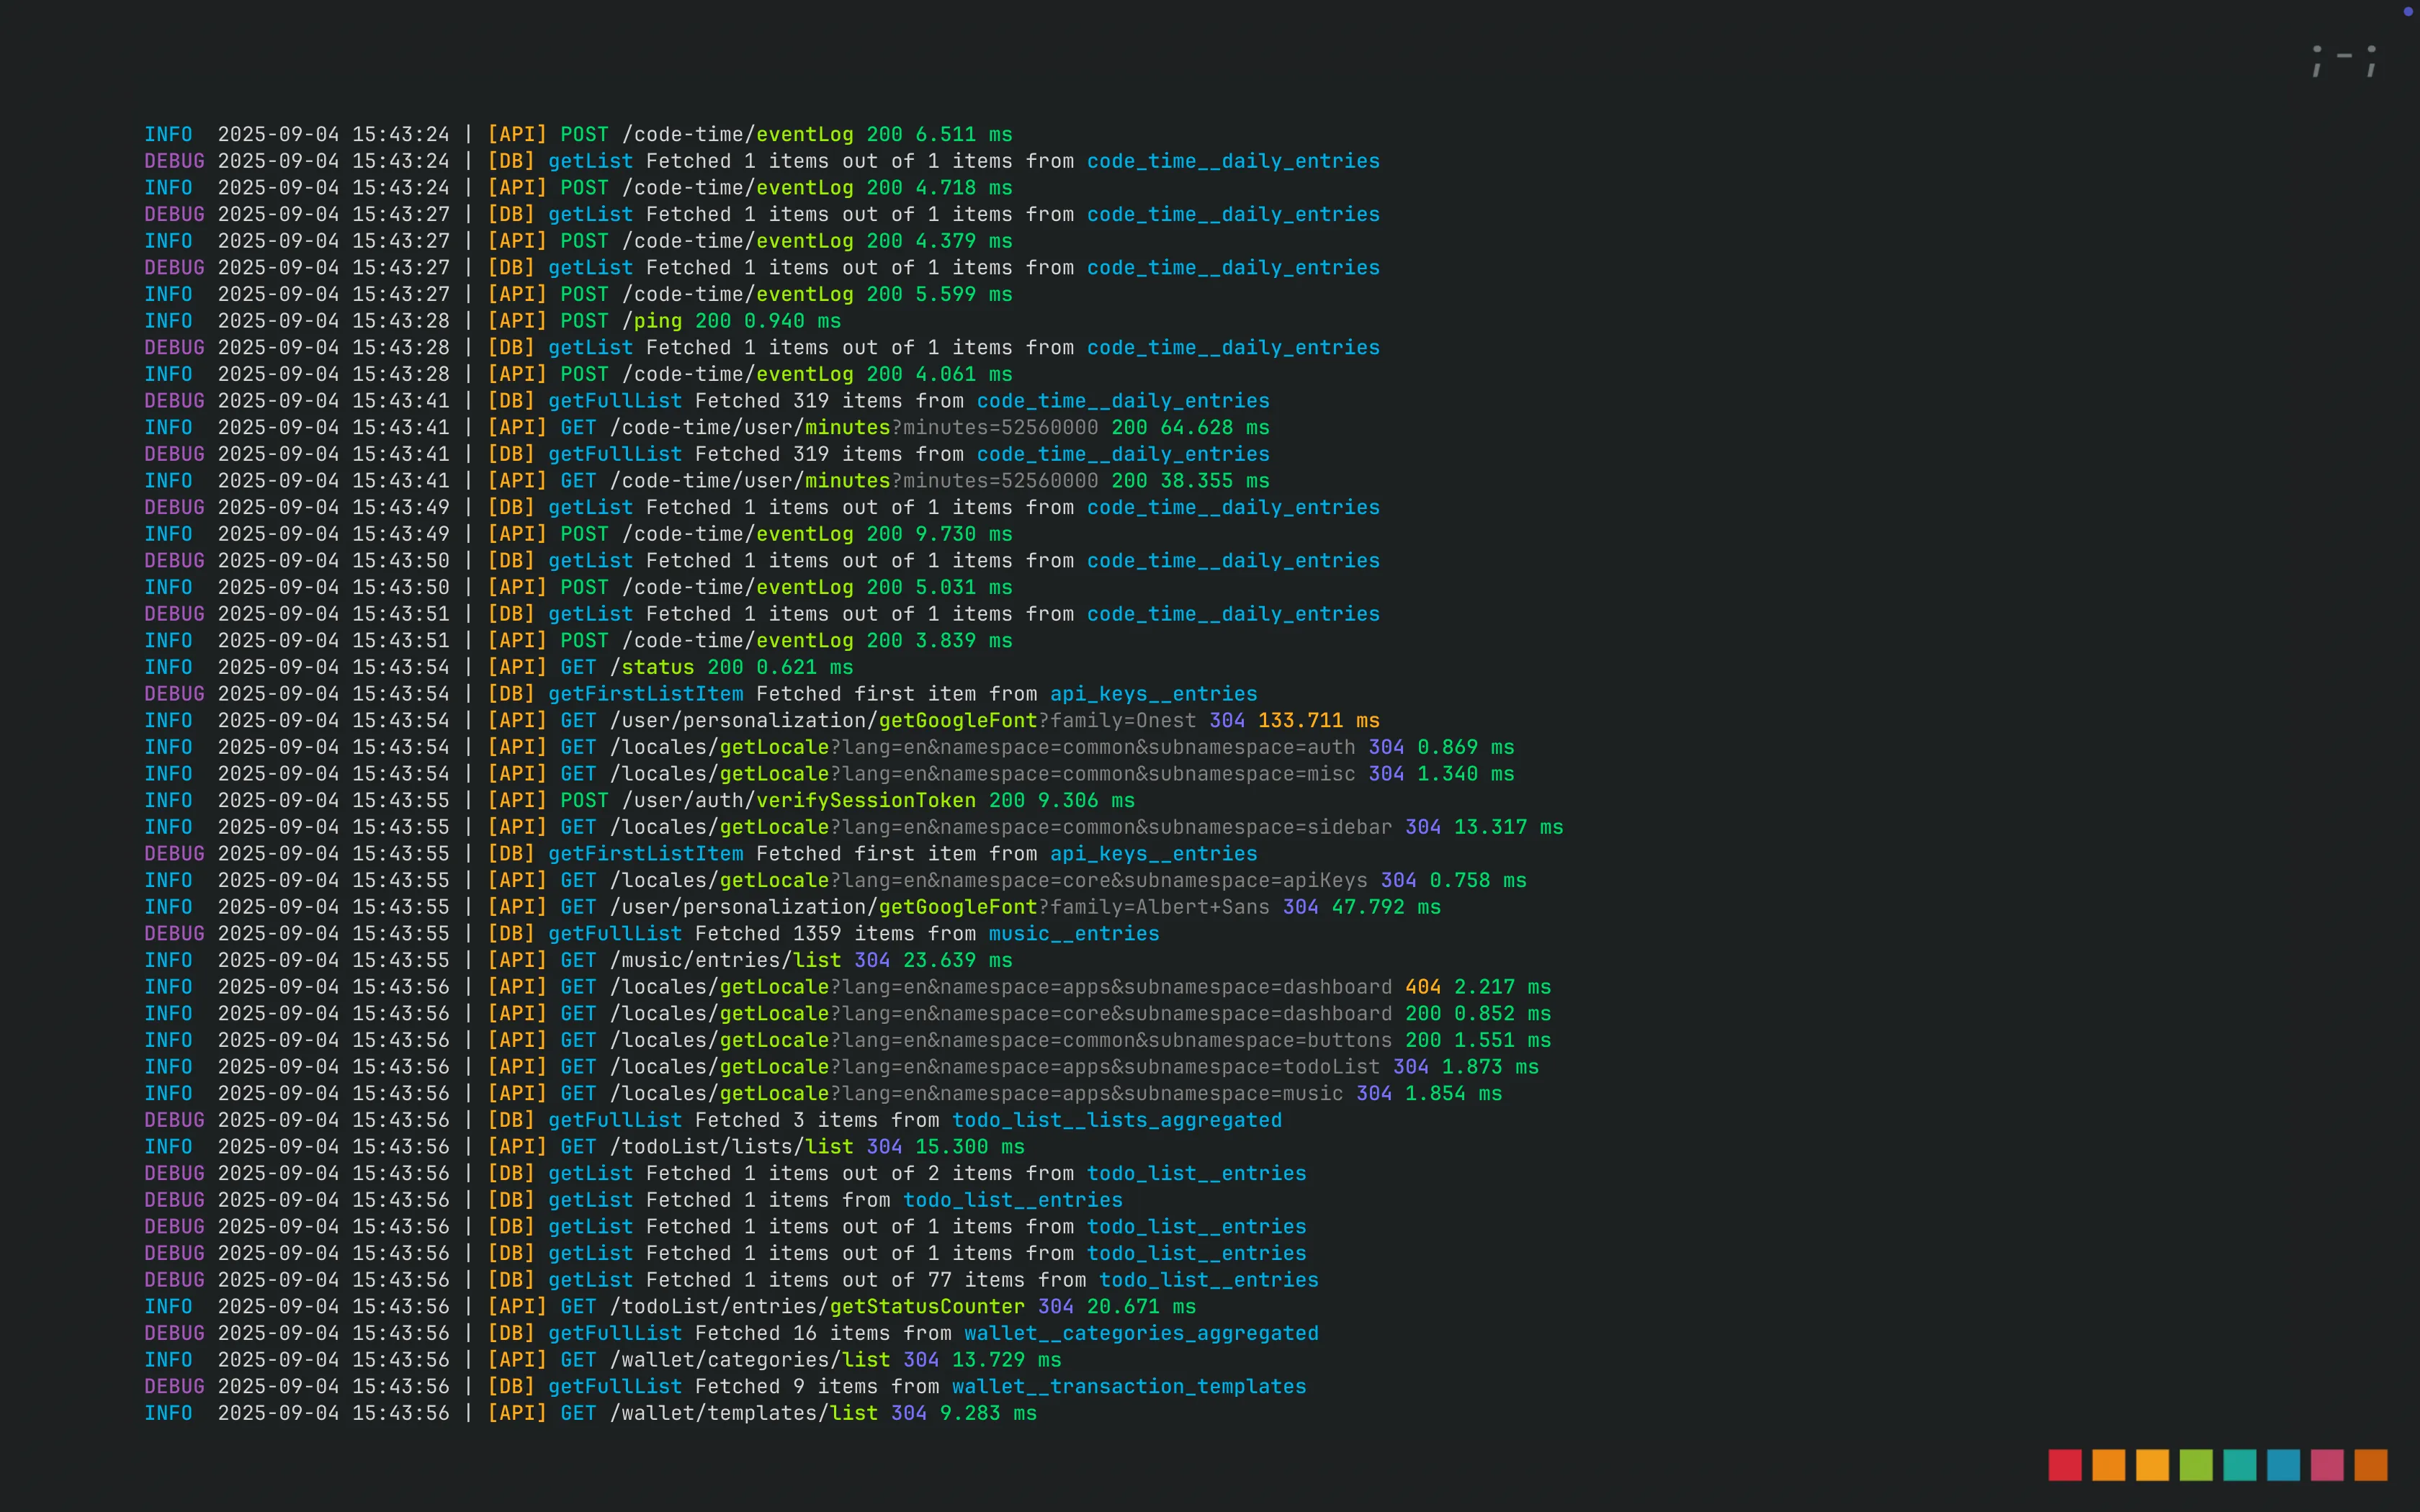 ;-;
INFO  2025-09-04 15:43:24 | [API] POST /code-time/eventLog 200 6.511 ms
DEBUG 2025-09-04 15:43:24 | [DB] getList Fetched 1 items out of 1 items from code_time__daily_entries
INFO  2025-09-04 15:43:24 | [API] POST /code-time/eventLog 200 4.718 ms
DEBUG 2025-09-04 15:43:27 | [DB] getList Fetched 1 items out of 1 items from code_time__daily_entries
INFO  2025-09-04 15:43:27 | [API] POST /code-time/eventLog 200 4.379 ms
DEBUG 2025-09-04 15:43:27 | [DB] getList Fetched 1 items out of 1 items from code_time__daily_entries
INFO  2025-09-04 15:43:27 | [API] POST /code-time/eventLog 200 5.599 ms
INFO  2025-09-04 15:43:28 | [API] POST /ping 200 0.940 ms
DEBUG 2025-09-04 15:43:28 | [DB] getList Fetched 1 items out of 1 items from code_time__daily_entries
INFO  2025-09-04 15:43:28 | [API] POST /code-time/eventLog 200 4.061 ms
DEBUG 2025-09-04 15:43:41 | [DB] getFullList Fetched 319 items from code_time__daily_entries
INFO  2025-09-04 15:43:41 | [API] GET /code-time/user/minutes?minutes=52560000 200 64.628 ms
DEBUG 2025-09-04 15:43:41 | [DB] getFullList Fetched 319 items from code_time__daily_entries
INFO  2025-09-04 15:43:41 | [API] GET /code-time/user/minutes?minutes=52560000 200 38.355 ms
DEBUG 2025-09-04 15:43:49 | [DB] getList Fetched 1 items out of 1 items from code_time__daily_entries
INFO  2025-09-04 15:43:49 | [API] POST /code-time/eventLog 200 9.730 ms
DEBUG 2025-09-04 15:43:50 | [DB] getList Fetched 1 items out of 1 items from code_time__daily_entries
INFO  2025-09-04 15:43:50 | [API] POST /code-time/eventLog 200 5.031 ms
DEBUG 2025-09-04 15:43:51 | [DB] getList Fetched 1 items out of 1 items from code_time__daily_entries
INFO  2025-09-04 15:43:51 | [API] POST /code-time/eventLog 200 3.839 ms
INFO  2025-09-04 15:43:54 | [API] GET /status 200 0.621 ms
DEBUG 2025-09-04 15:43:54 | [DB] getFirstListItem Fetched first item from api_keys__entries
INFO  2025-09-04 15:43:54 | [API] GET /user/personalization/getGoogleFont?family=Onest 304 133.711 ms
INFO  2025-09-04 15:43:54 | [API] GET /locales/getLocale?lang=en&namespace=common&subnamespace=auth 304 0.869 ms
INFO  2025-09-04 15:43:54 | [API] GET /locales/getLocale?lang=en&namespace=common&subnamespace=misc 304 1.340 ms
INFO  2025-09-04 15:43:55 | [API] POST /user/auth/verifySessionToken 200 9.306 ms
INFO  2025-09-04 15:43:55 | [API] GET /locales/getLocale?lang=en&namespace=common&subnamespace=sidebar 304 13.317 ms
DEBUG 2025-09-04 15:43:55 | [DB] getFirstListItem Fetched first item from api_keys__entries
INFO  2025-09-04 15:43:55 | [API] GET /locales/getLocale?lang=en&namespace=core&subnamespace=apiKeys 304 0.758 ms
INFO  2025-09-04 15:43:55 | [API] GET /user/personalization/getGoogleFont?family=Albert+Sans 304 47.792 ms
DEBUG 2025-09-04 15:43:55 | [DB] getFullList Fetched 1359 items from music__entries
INFO  2025-09-04 15:43:55 | [API] GET /music/entries/list 304 23.639 ms
INFO  2025-09-04 15:43:56 | [API] GET /locales/getLocale?lang=en&namespace=apps&subnamespace=dashboard 404 2.217 ms
INFO  2025-09-04 15:43:56 | [API] GET /locales/getLocale?lang=en&namespace=core&subnamespace=dashboard 200 0.852 ms
INFO  2025-09-04 15:43:56 | [API] GET /locales/getLocale?lang=en&namespace=common&subnamespace=buttons 200 1.551 ms
INFO  2025-09-04 15:43:56 | [API] GET /locales/getLocale?lang=en&namespace=apps&subnamespace=todoList 304 1.873 ms
INFO  2025-09-04 15:43:56 | [API] GET /locales/getLocale?lang=en&namespace=apps&subnamespace=music 304 1.854 ms
DEBUG 2025-09-04 15:43:56 | [DB] getFullList Fetched 3 items from todo_list__lists_aggregated
INFO  2025-09-04 15:43:56 | [API] GET /todoList/lists/list 304 15.300 ms
DEBUG 2025-09-04 15:43:56 | [DB] getList Fetched 1 items out of 2 items from todo_list__entries
DEBUG 2025-09-04 15:43:56 | [DB] getList Fetched 1 items from todo_list__entries
DEBUG 2025-09-04 15:43:56 | [DB] getList Fetched 1 items out of 1 items from todo_list__entries
DEBUG 2025-09-04 15:43:56 | [DB] getList Fetched 1 items out of 1 items from todo_list__entries
DEBUG 2025-09-04 15:43:56 | [DB] getList Fetched 1 items out of 77 items from todo_list__entries
INFO  2025-09-04 15:43:56 | [API] GET /todoList/entries/getStatusCounter 304 20.671 ms
DEBUG 2025-09-04 15:43:56 | [DB] getFullList Fetched 16 items from wallet__categories_aggregated
INFO  2025-09-04 15:43:56 | [API] GET /wallet/categories/list 304 13.729 ms
DEBUG 2025-09-04 15:43:56 | [DB] getFullList Fetched 9 items from wallet__transaction_templates
INFO  2025-09-04 15:43:56 | [API] GET /wallet/templates/list 304 9.283 ms